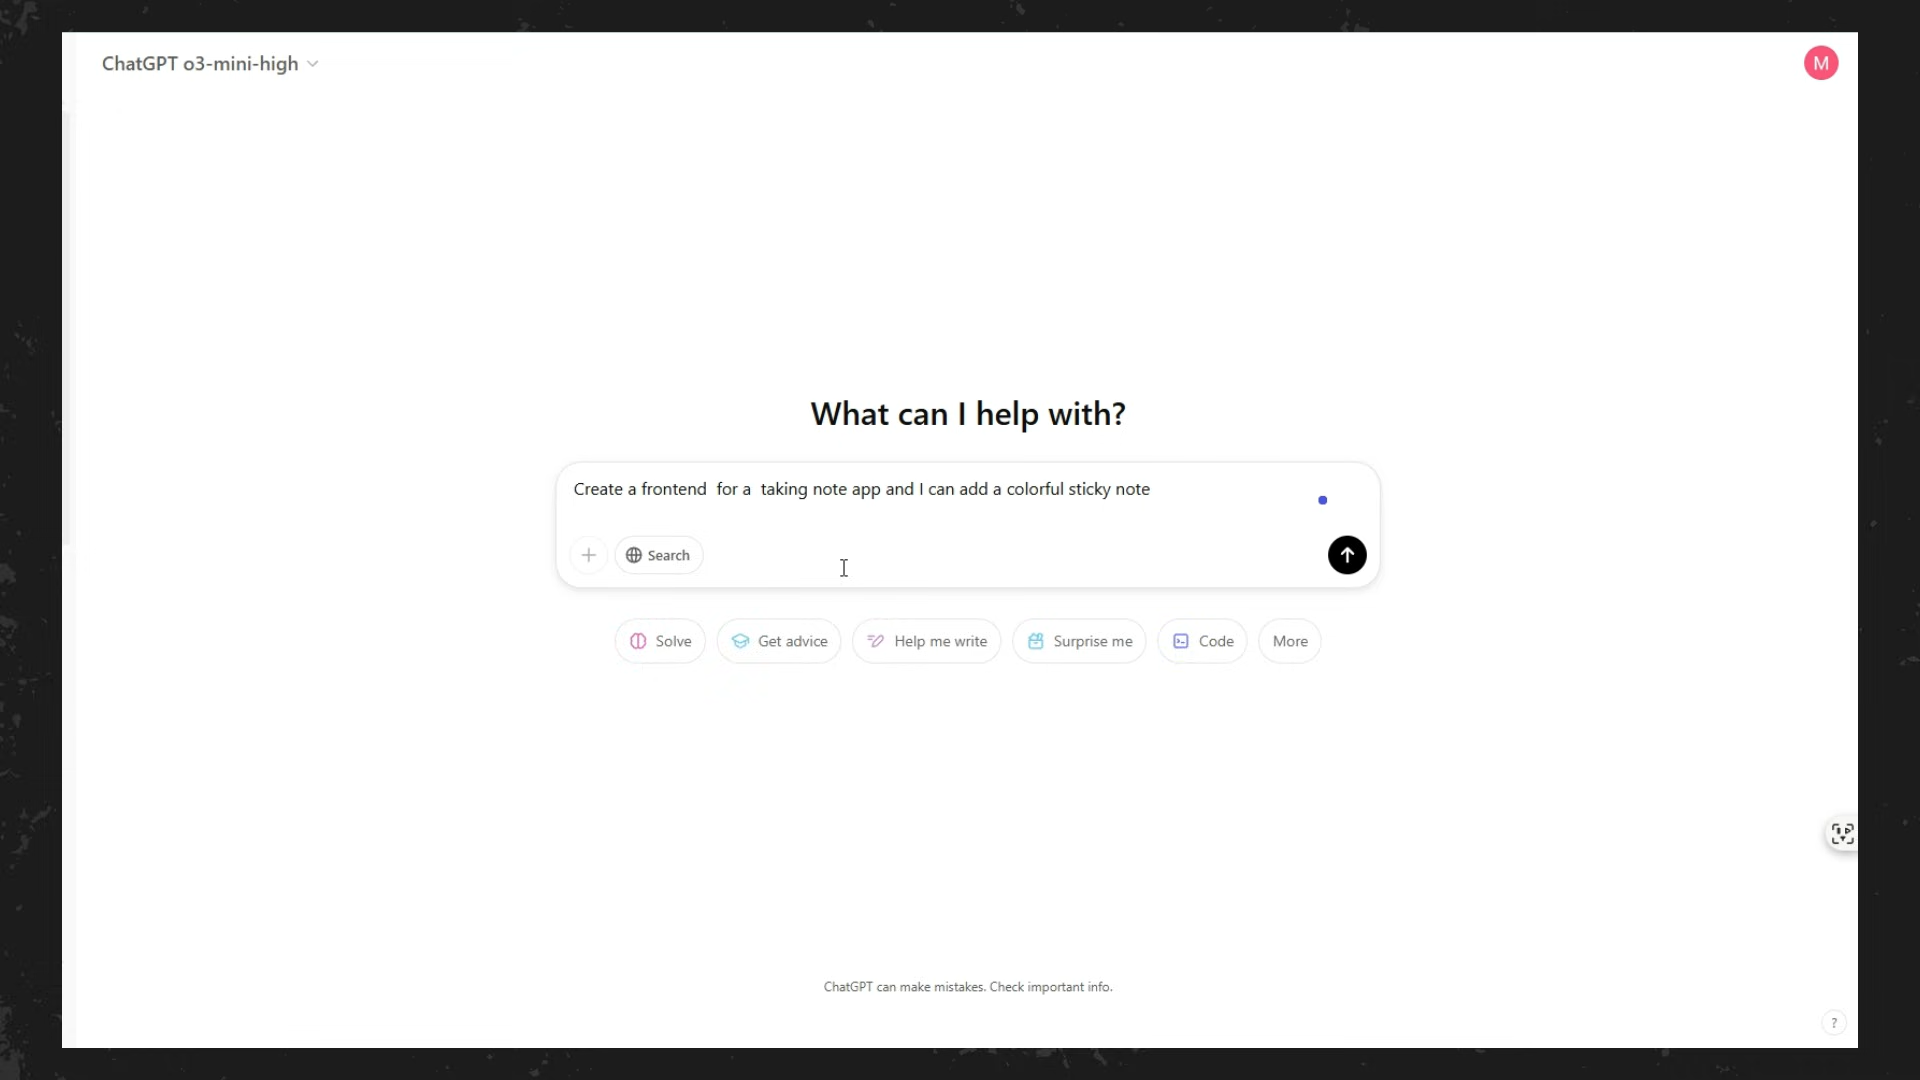 ChatGPT o3-mini-high
M
What can I help with?
Create a frontend  for a  taking note app and I can add a colorful sticky note
Search
Solve
Get advice
Help me write
Surprise me
Code
More
ChatGPT can make mistakes. Check important info.
?